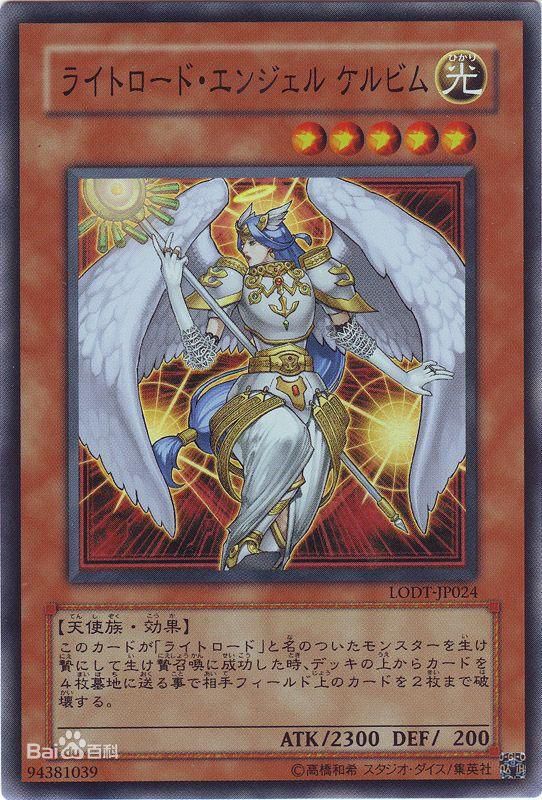 ライトロード・エンジェル ケルビム
ひかり
光
LODT-JP024
【天使族・効果】
このカードが「ライトロード」と名のついたモンスターを生け
贄にして生け贄召喚に成功した時、デッキの上からカードを
4枚墓地に送る事で相手フィールド上のカードを2枚まで破
壊する。
ATK/2300 DEF/ 200
Bai百科
94381039
©高橋和希 スタジオ・ダイス/集英社